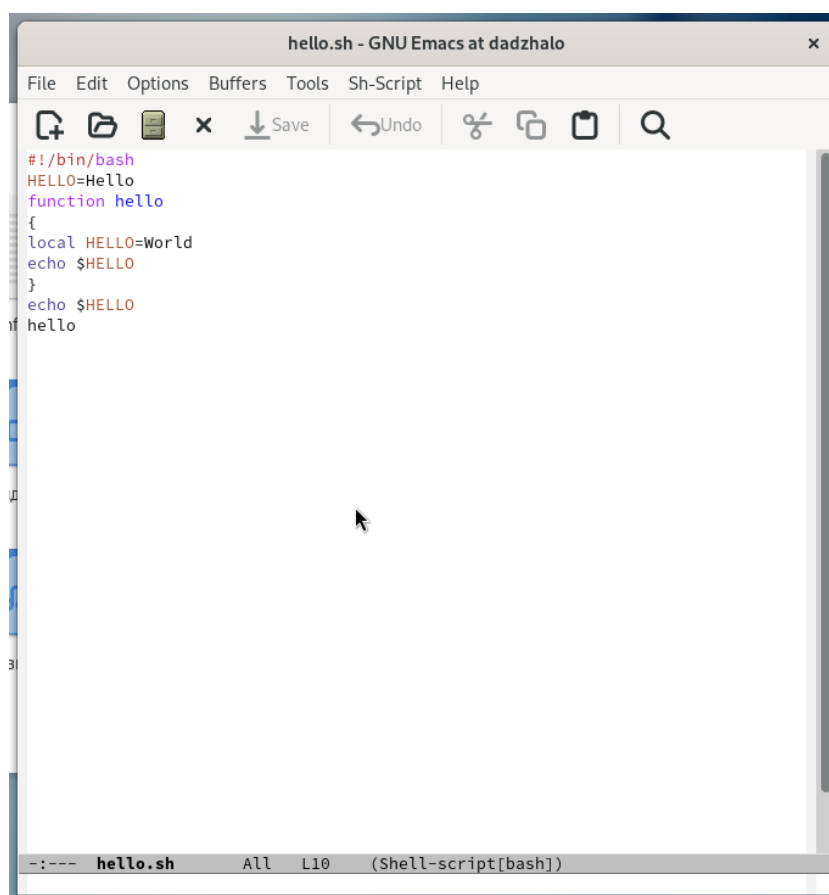 hello.sh - GNU Emacs at dadzhalo
File Edit Options Buffers Tools Sh-Script Help
Save Undo
#!/bin/bash
HELLO=Hello
function hello
{
local HELLO=World
echo $HELLO
}
echo $HELLO
hello
-:--- hello.sh All L10 (Shell-script[bash])